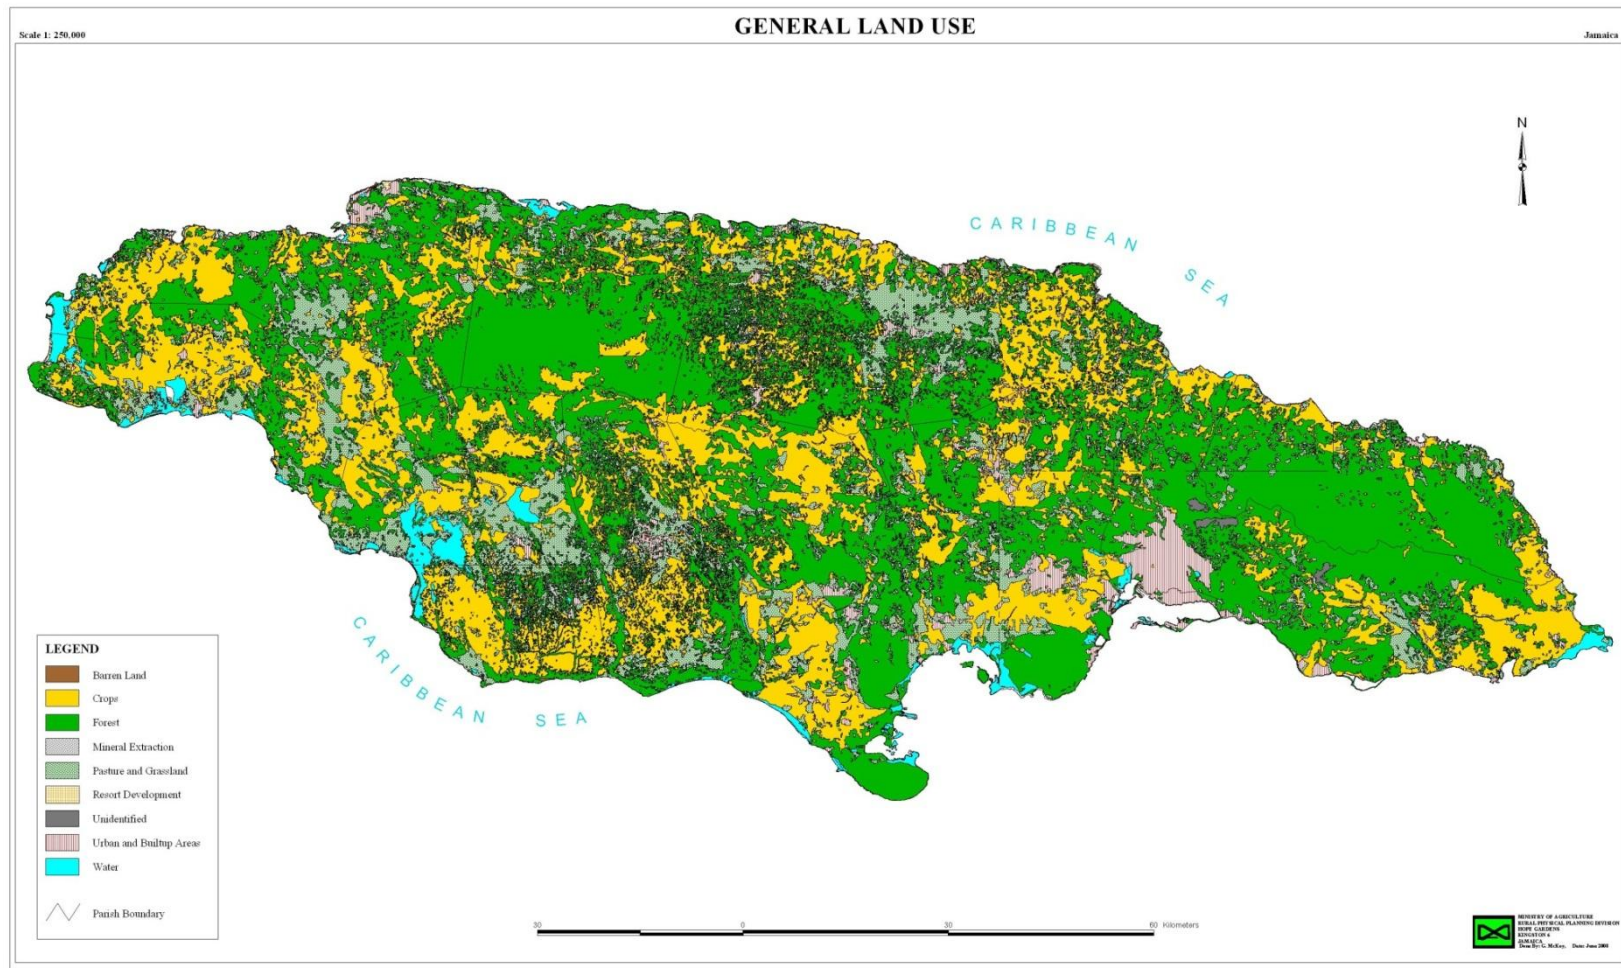 GENERAL LAND USE
Scale 1: 250,000
Jamaica
N
CARIBBEAN SEA
CARIBBEAN SEA
LEGEND
Barren Land
Crops
Forest
Mineral Extraction
Pasture and Grassland
Resort Development
Unidentified
Urban and Builtup Areas
Water
Parish Boundary
30 0 30 60 Kilometers
MINISTRY OF AGRICULTURE
RURAL PHYSICAL PLANNING DIVISION
HOPE GARDENS
KINGSTON 6
JAMAICA